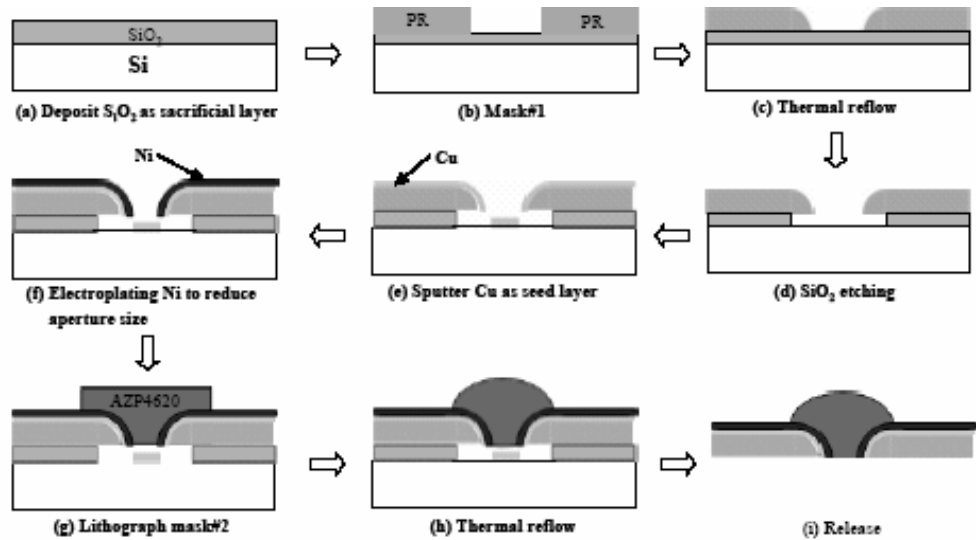 SiO2
Si
(a) Deposit SiO2 as sacrificial layer
PR
PR
(b) Mask#1
(c) Thermal reflow
Ni
(f) Electroplating Ni to reduce
aperture size
Cu
(e) Sputter Cu as seed layer
(d) SiO2 etching
AZP4620
(g) Lithograph mask#2
(h) Thermal reflow
(i) Release